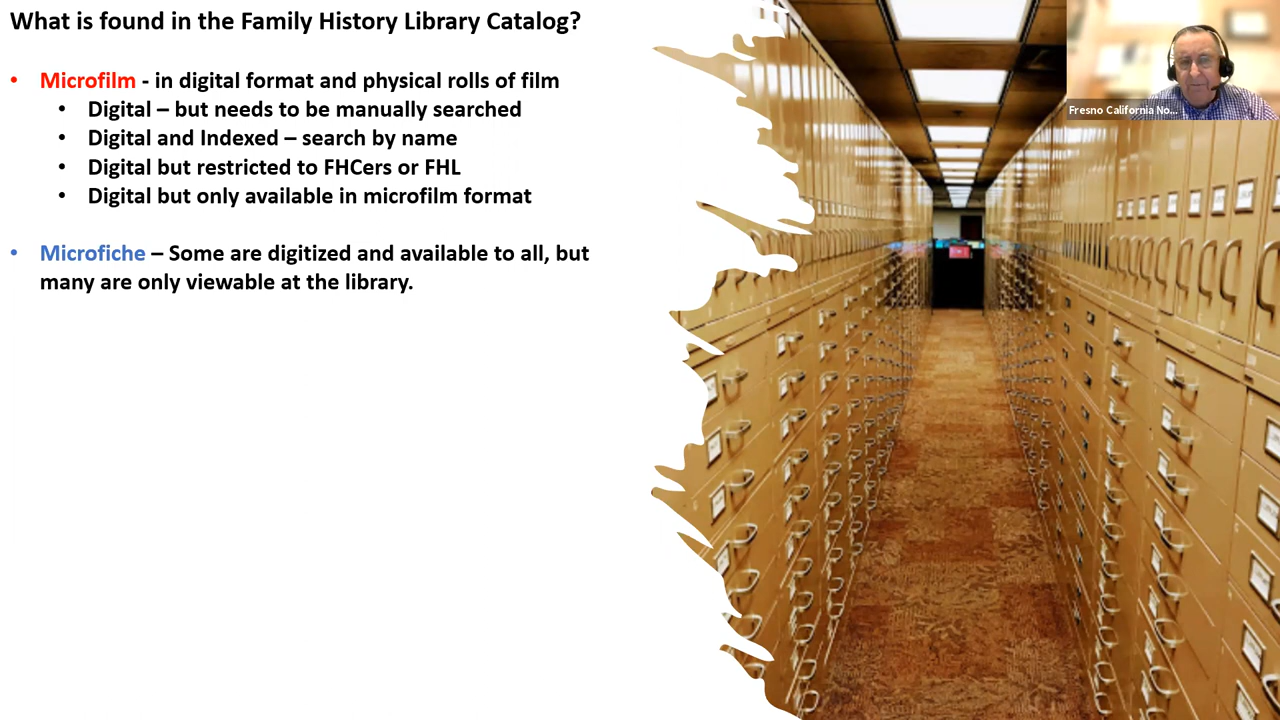 What is found in the Family History Library Catalog?
• Microfilm - in digital format and physical rolls of film
• Digital – but needs to be manually searched
• Digital and Indexed – search by name
• Digital but restricted to FHCers or FHL
• Digital but only available in microfilm format
• Microfiche – Some are digitized and available to all, but
many are only viewable at the library.
Fresno California No...